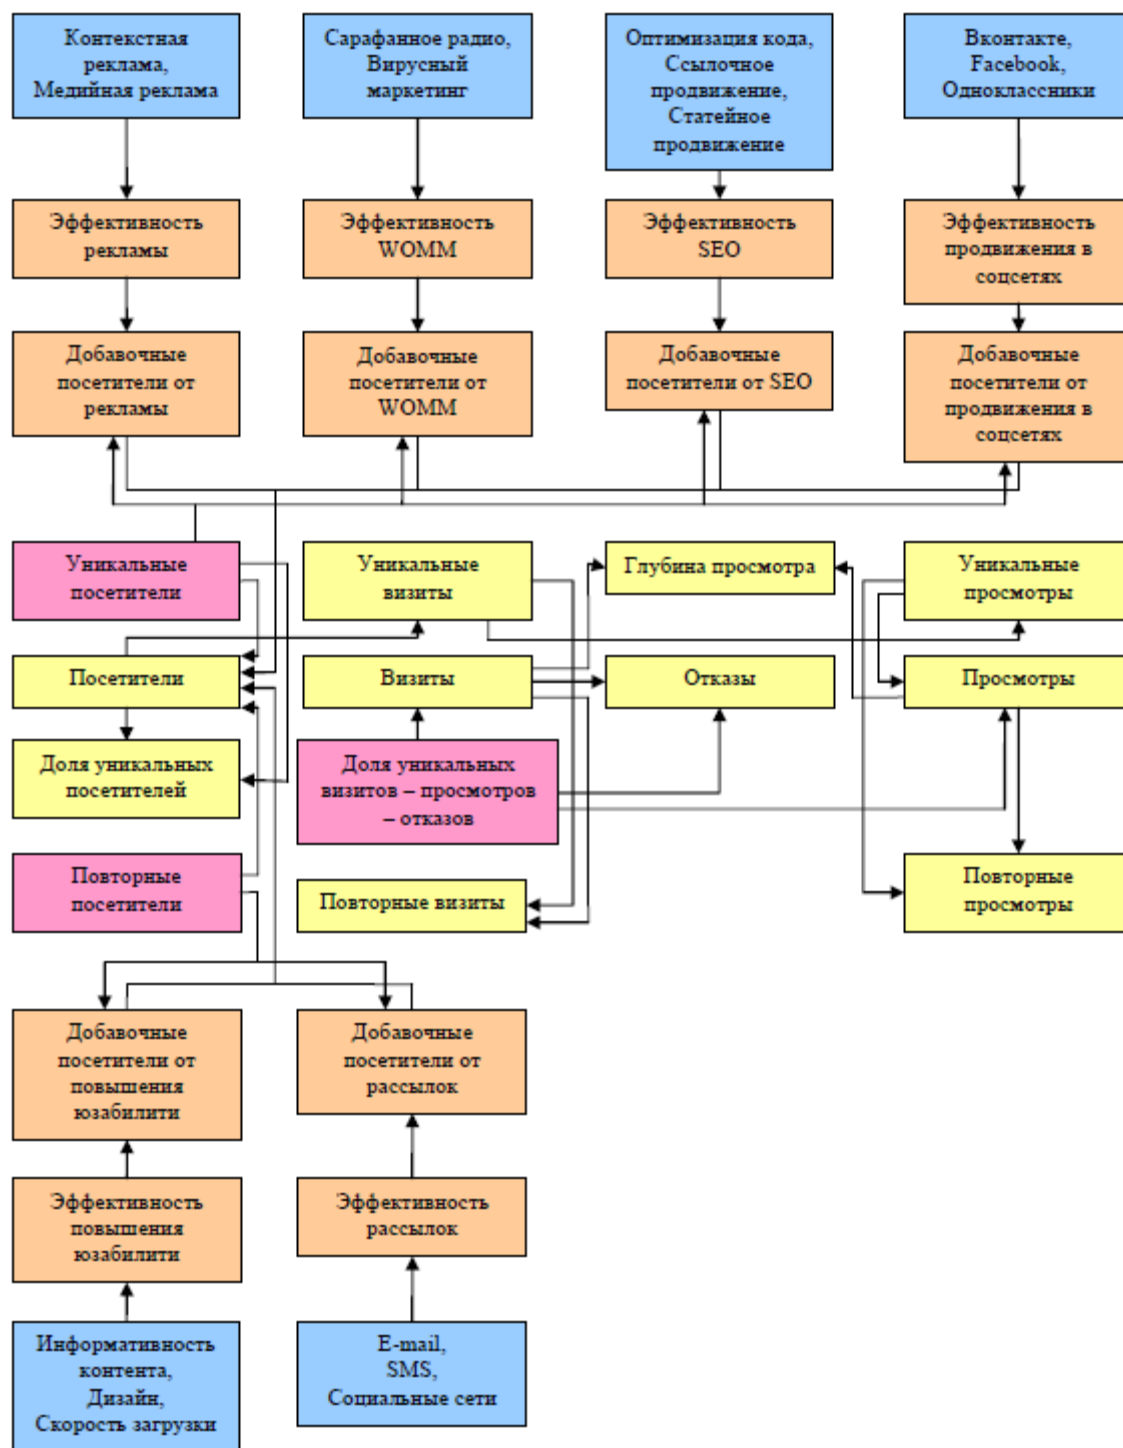 Контекстная
реклама,
Медийная реклама
Сарафанное радио,
Вирусный
маркетинг
Оптимизация кода,
Ссылочное
продвижение,
Статейное
продвижение
Вконтакте,
Facebook,
Одноклассники
Эффективность
рекламы
Эффективность
WOMM
Эффективность
SEO
Эффективность
продвижения в
соцсетях
Добавочные
посетители от
рекламы
Добавочные
посетители от
WOMM
Добавочные
посетители от SEO
Добавочные
посетители от
продвижения в
соцсетях
Уникальные
посетители
Уникальные
визиты
Глубина просмотра
Уникальные
просмотры
Посетители
Визиты
Отказы
Просмотры
Доля уникальных
посетителей
Доля уникальных
визитов – просмотров
– отказов
Повторные
посетители
Повторные визиты
Повторные
просмотры
Добавочные
посетители от
повышения
юзабилити
Добавочные
посетители от
рассылок
Эффективность
повышения
юзабилити
Эффективность
рассылок
Информативность
контента,
Дизайн,
Скорость загрузки
E-mail,
SMS,
Социальные сети